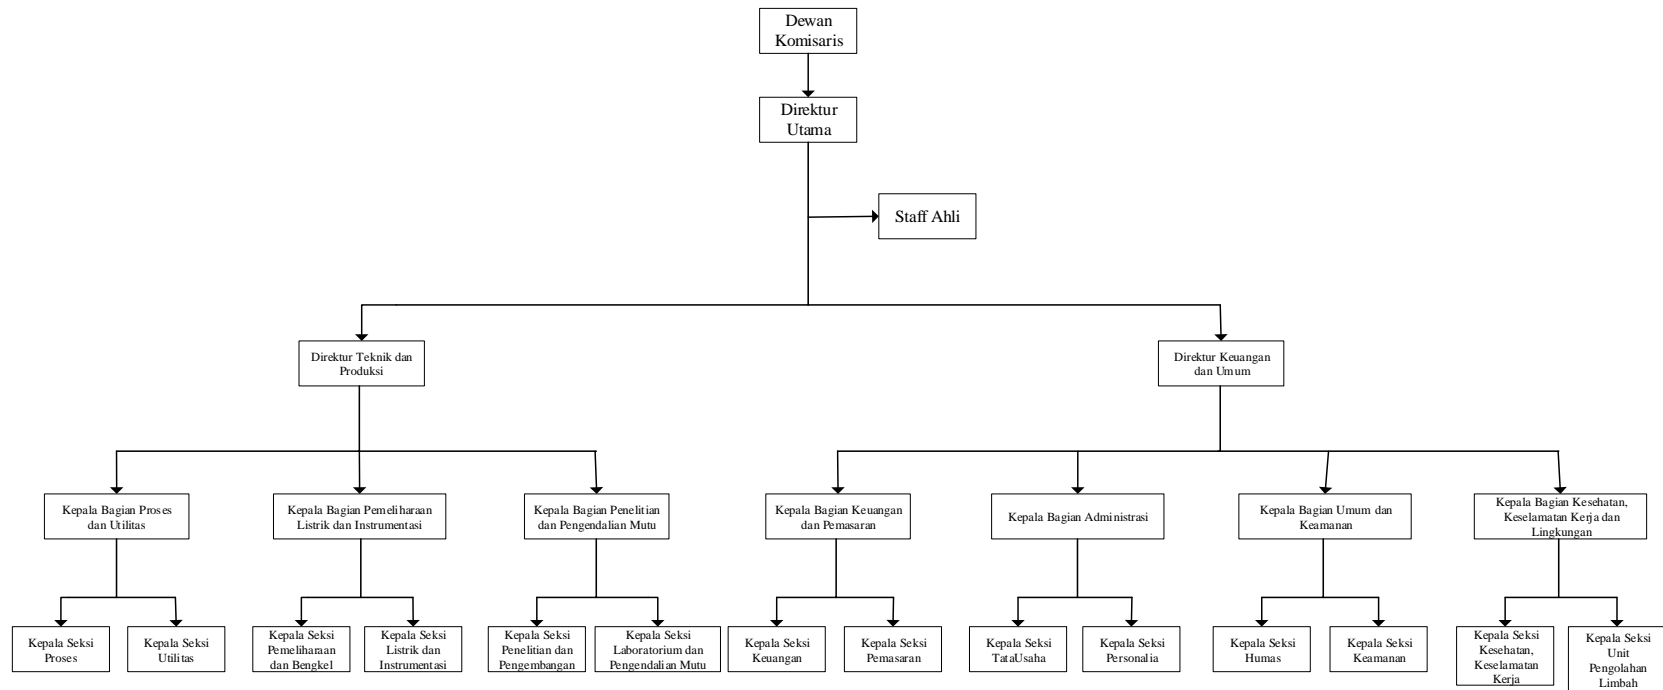 Dewan
Komisaris
Direktur
Utama
Staff Ahli
Direktur Teknik dan
Produksi
Direktur Keuangan
dan Umum
Kepala Bagian Proses
dan Utilitas
Kepala Bagian Pemeliharaan
Listrik dan Instrumentasi
Kepala Bagian Penelitian
dan Pengendalian Mutu
Kepala Bagian Keuangan
dan Pemasaran
Kepala Bagian Administrasi
Kepala Bagian Umum dan
Keamanan
Kepala Bagian Kesehatan,
Keselamatan Kerja dan
Lingkungan
Kepala Seksi
Proses
Kepala Seksi
Utilitas
Kepala Seksi
Pemeliharaan
dan Bengkel
Kepala Seksi
Listrik dan
Instrumentasi
Kepala Seksi
Penelitian dan
Pengembangan
Kepala Seksi
Laboratorium dan
Pengendalian Mutu
Kepala Seksi
Keuangan
Kepala Seksi
Pemasaran
Kepala Seksi
TataUsaha
Kepala Seksi
Personalia
Kepala Seksi
Humas
Kepala Seksi
Keamanan
Kepala Seksi
Kesehatan,
Keselamatan
Kerja
Kepala Seksi
Unit
Pengolahan
Limbah